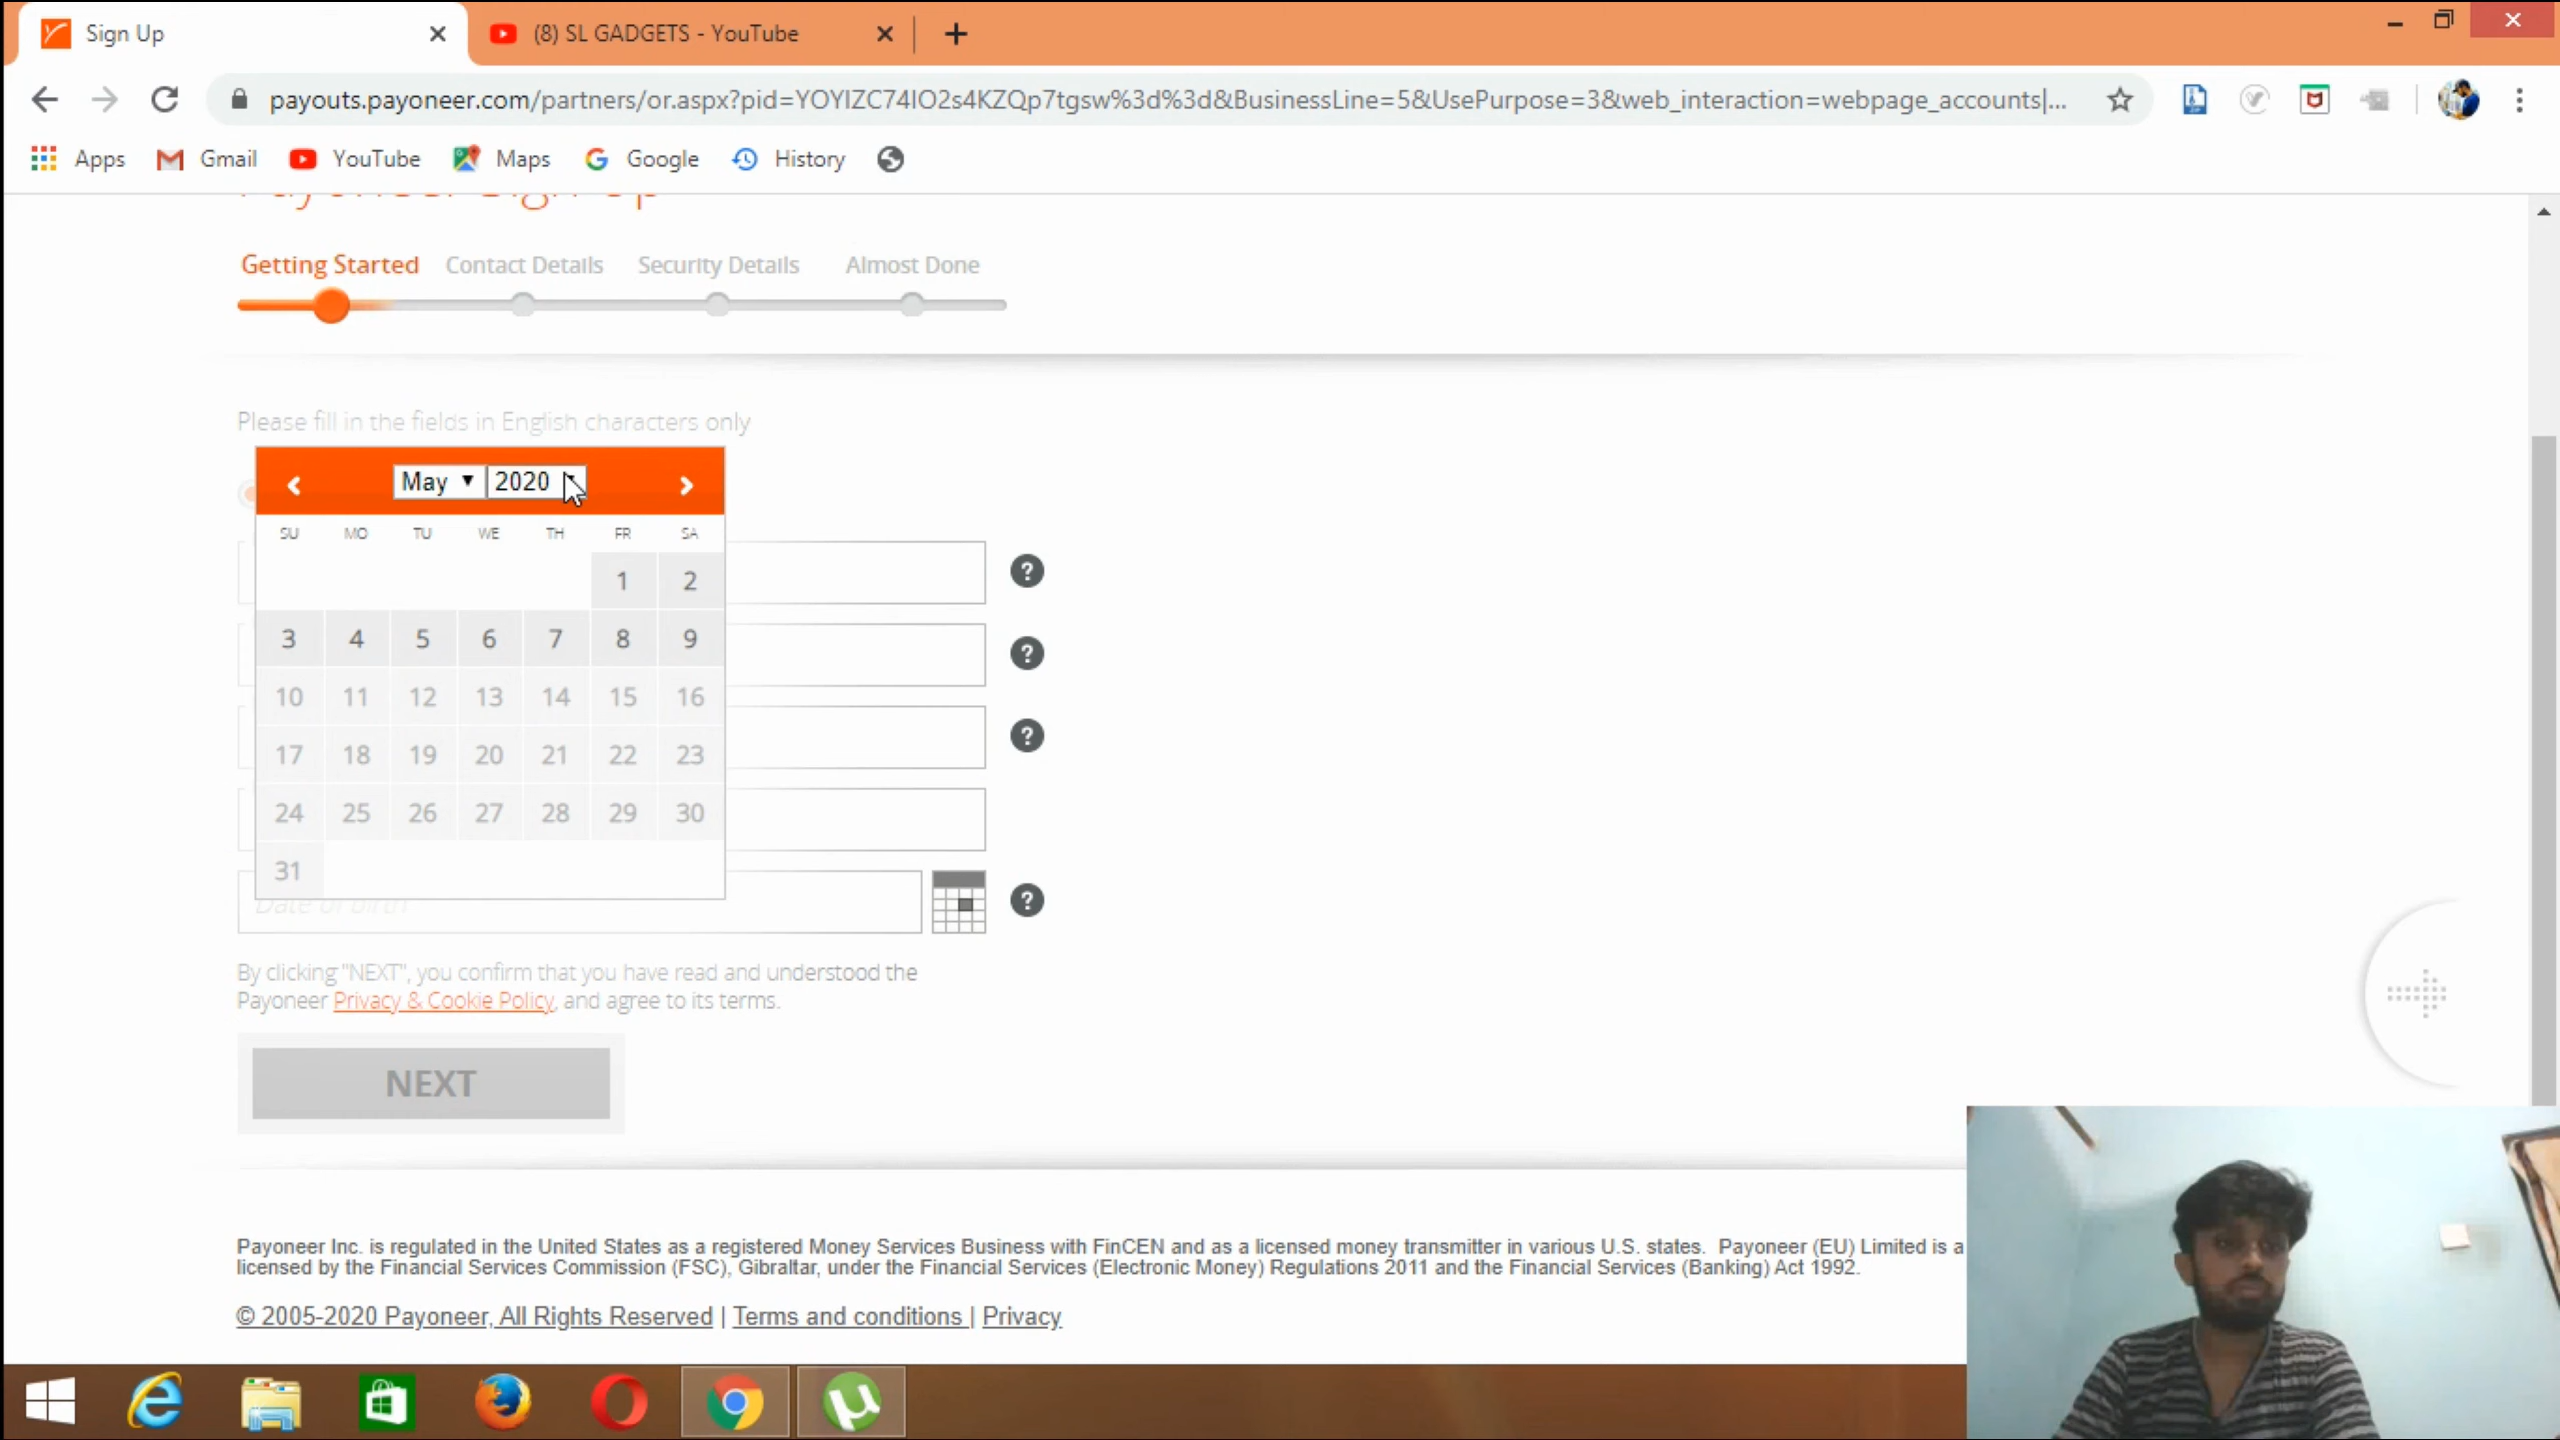 Sign Up
(8) SL GADGETS - YouTube
payouts.payoneer.com/partners/or.aspx?pid=YOYIZC74lO2s4KZQp7tgsw%3d%3d&BusinessLine=5&UsePurpose=3&web_interaction=webpage_accounts|...
Apps Gmail YouTube Maps Google History
Payoneer Sign Up
Getting Started Contact Details Security Details Almost Done
Please fill in the fields in English characters only
May 2020
SU MO TU WE TH FR SA
1 2
3 4 5 6 7 8 9
10 11 12 13 14 15 16
17 18 19 20 21 22 23
24 25 26 27 28 29 30
31
Date of birth
By clicking "NEXT", you confirm that you have read and understood the
Payoneer Privacy & Cookie Policy, and agree to its terms.
NEXT
Payoneer Inc. is regulated in the United States as a registered Money Services Business with FinCEN and as a licensed money transmitter in various U.S. states. Payoneer (EU) Limited is a
licensed by the Financial Services Commission (FSC), Gibraltar, under the Financial Services (Electronic Money) Regulations 2011 and the Financial Services (Banking) Act 1992.
© 2005-2020 Payoneer, All Rights Reserved | Terms and conditions | Privacy